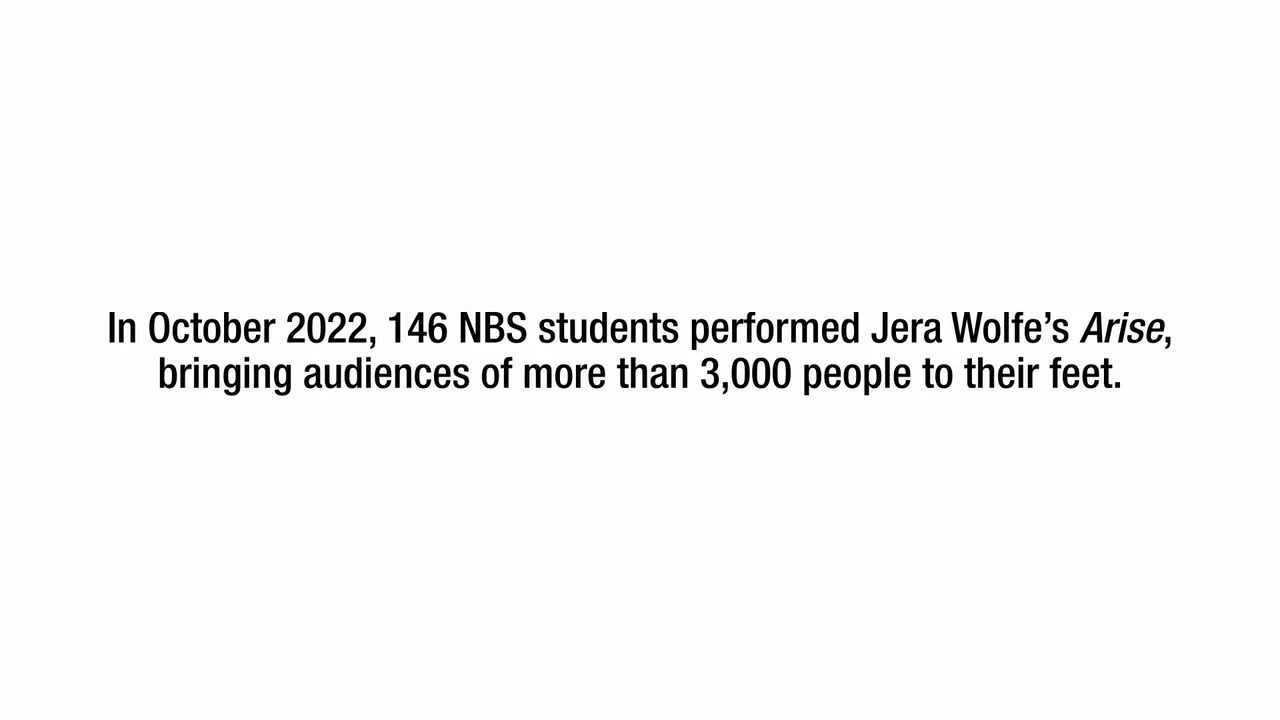 In October 2022, 146 NBS students performed Jera Wolfe’s Arise,
bringing audiences of more than 3,000 people to their feet.